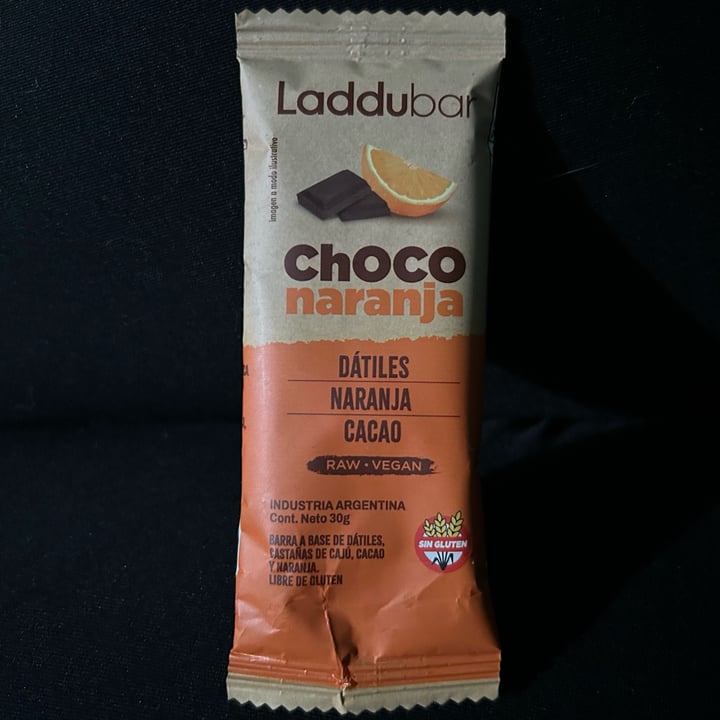 Laddubar
Imagen a modo ilustrativo
Choco
naranja
DÁTILES
NARANJA
CACAO
RAW • VEGAN
INDUSTRIA ARGENTINA
Cont. Neto 30g
BARRA A BASE DE DÁTILES,
CASTAÑAS DE CAJÚ, CACAO
Y NARANJA.
LIBRE DE GLUTEN
SIN GLUTEN